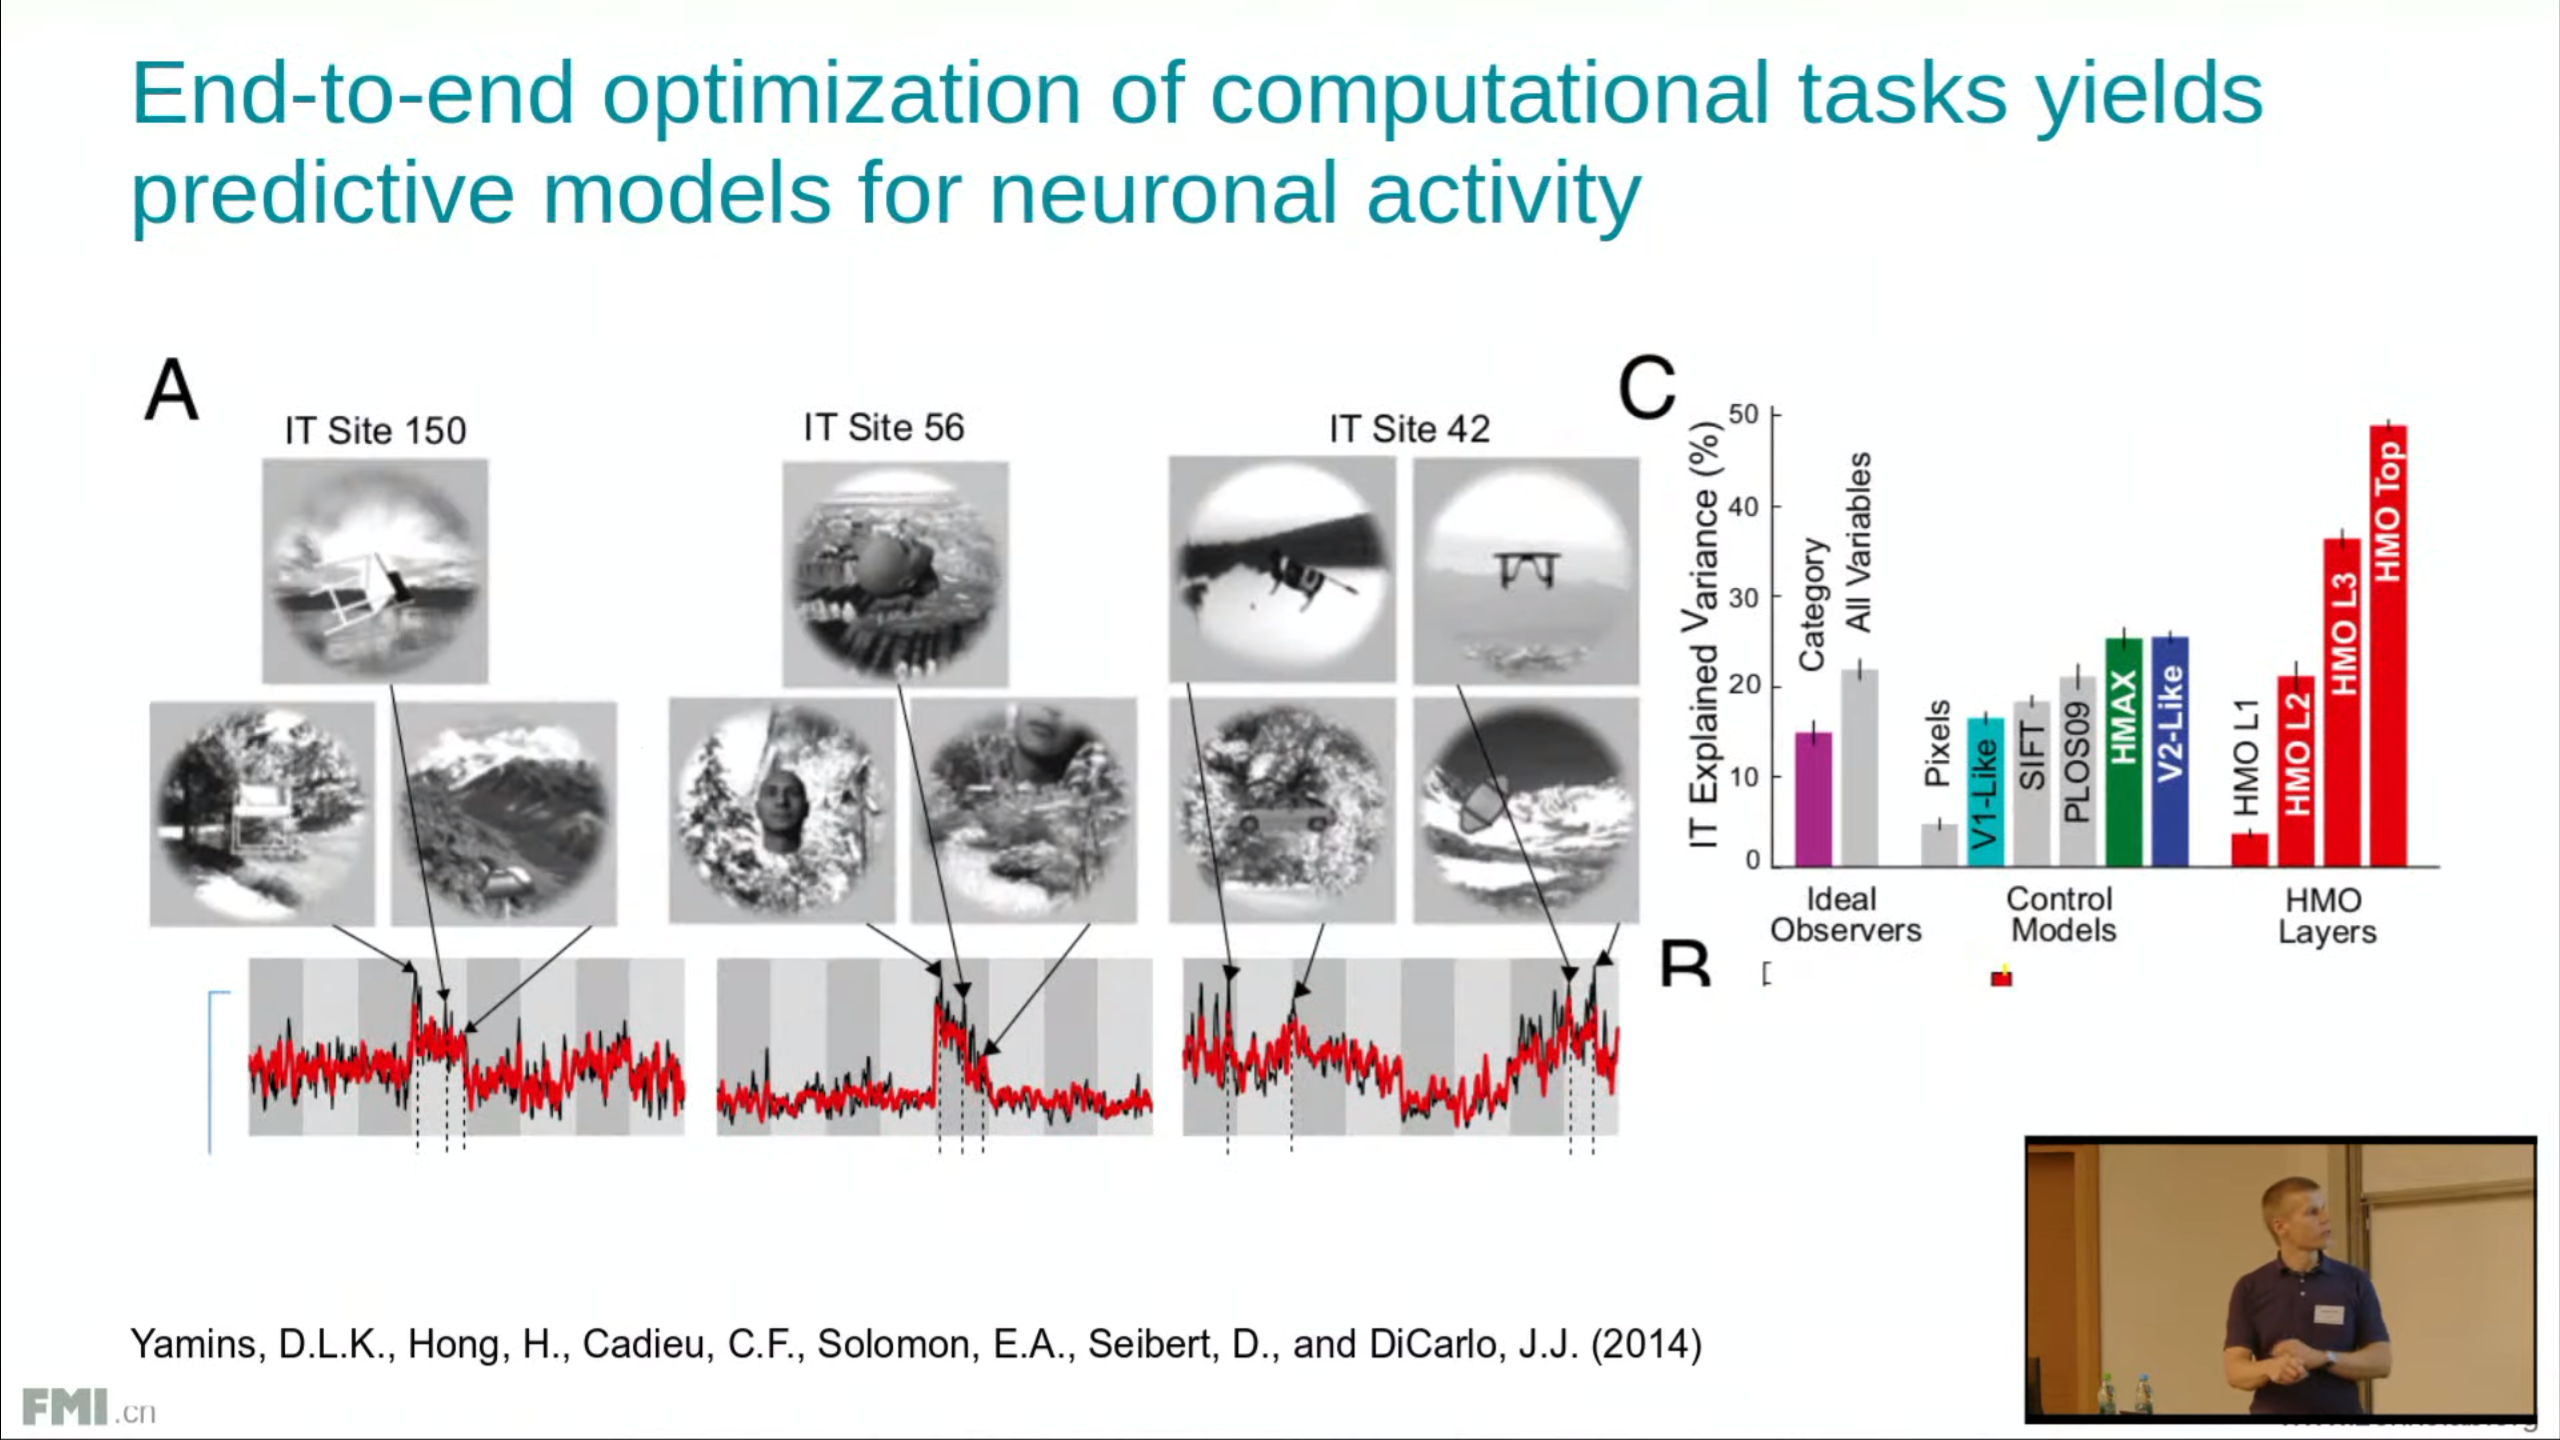 End-to-end optimization of computational tasks yields
predictive models for neuronal activity
A
IT Site 150
IT Site 56
IT Site 42
C
IT Explained Variance (%)
50
40
30
20
10
0
Category
All Variables
Pixels
V1-Like
SIFT
PLOS09
HMAX
V2-Like
HMO L1
HMO L2
HMO L3
HMO Top
Ideal
Observers
Control
Models
HMO
Layers
B
Yamins, D.L.K., Hong, H., Cadieu, C.F., Solomon, E.A., Seibert, D., and DiCarlo, J.J. (2014)
FMI.cn